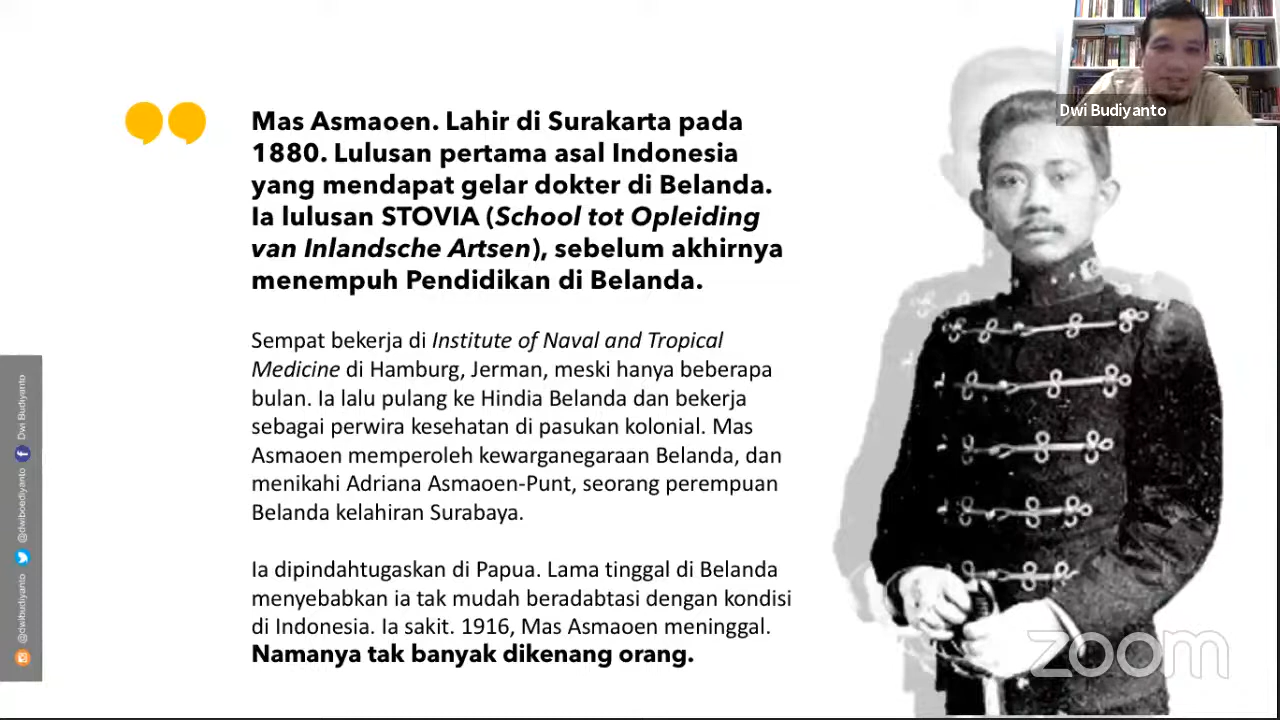 Dwi Budiyanto
Mas Asmaoen. Lahir di Surakarta pada
1880. Lulusan pertama asal Indonesia
yang mendapat gelar dokter di Belanda.
Ia lulusan STOVIA (School tot Opleiding
van Inlandsche Artsen), sebelum akhirnya
menempuh Pendidikan di Belanda.
Sempat bekerja di Institute of Naval and Tropical
Medicine di Hamburg, Jerman, meski hanya beberapa
bulan. Ia lalu pulang ke Hindia Belanda dan bekerja
sebagai perwira kesehatan di pasukan kolonial. Mas
Asmaoen memperoleh kewarganegaraan Belanda, dan
menikahi Adriana Asmaoen-Punt, seorang perempuan
Belanda kelahiran Surabaya.
Ia dipindahtugaskan di Papua. Lama tinggal di Belanda
menyebabkan ia tak mudah beradabtasi dengan kondisi
di Indonesia. Ia sakit. 1916, Mas Asmaoen meninggal.
Namanya tak banyak dikenang orang.
@dwibudiyanto @dwiboediyanto Dwi Budiyanto
zoom